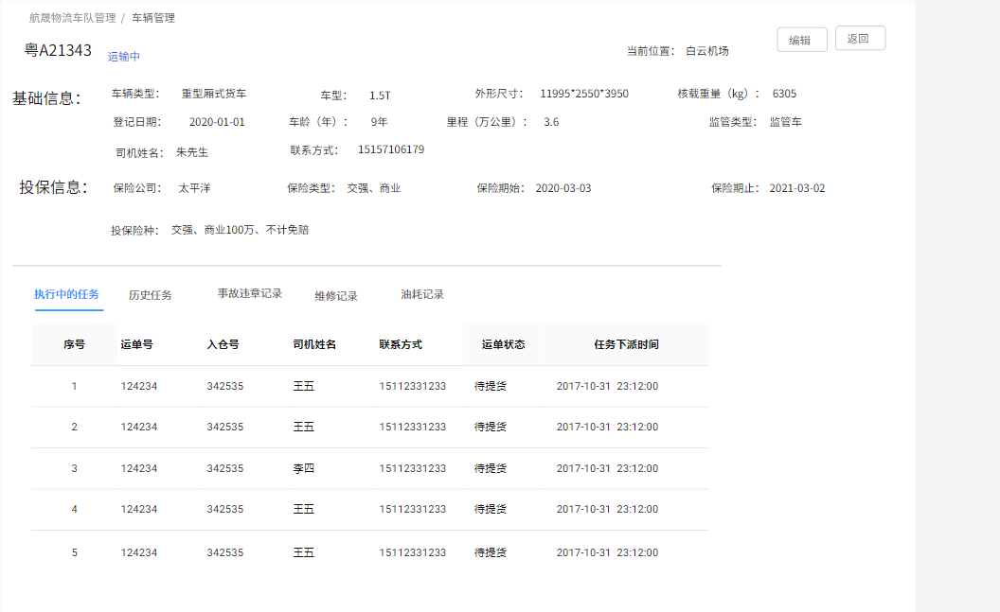 航晟物流车队管理 / 车辆管理
粤A21343 运输中 当前位置： 白云机场 编辑 返回
基础信息： 车辆类型： 重型厢式货车 车型： 1.5T 外形尺寸： 11995*2550*3950 核载重量（kg）： 6305
登记日期： 2020-01-01 车龄（年）： 9年 里程（万公里）： 3.6 监管类型： 监管车
司机姓名： 朱先生 联系方式： 15157106179
投保信息： 保险公司： 太平洋 保险类型： 交强、商业 保险期始： 2020-03-03 保险期止： 2021-03-02
投保险种： 交强、商业100万、不计免赔
执行中的任务 历史任务 事故违章记录 维修记录 油耗记录
序号 运单号 入仓号 司机姓名 联系方式 运单状态 任务下派时间
1 124234 342535 王五 15112331233 待提货 2017-10-31 23:12:00
2 124234 342535 王五 15112331233 待提货 2017-10-31 23:12:00
3 124234 342535 李四 15112331233 待提货 2017-10-31 23:12:00
4 124234 342535 王五 15112331233 待提货 2017-10-31 23:12:00
5 124234 342535 王五 15112331233 待提货 2017-10-31 23:12:00